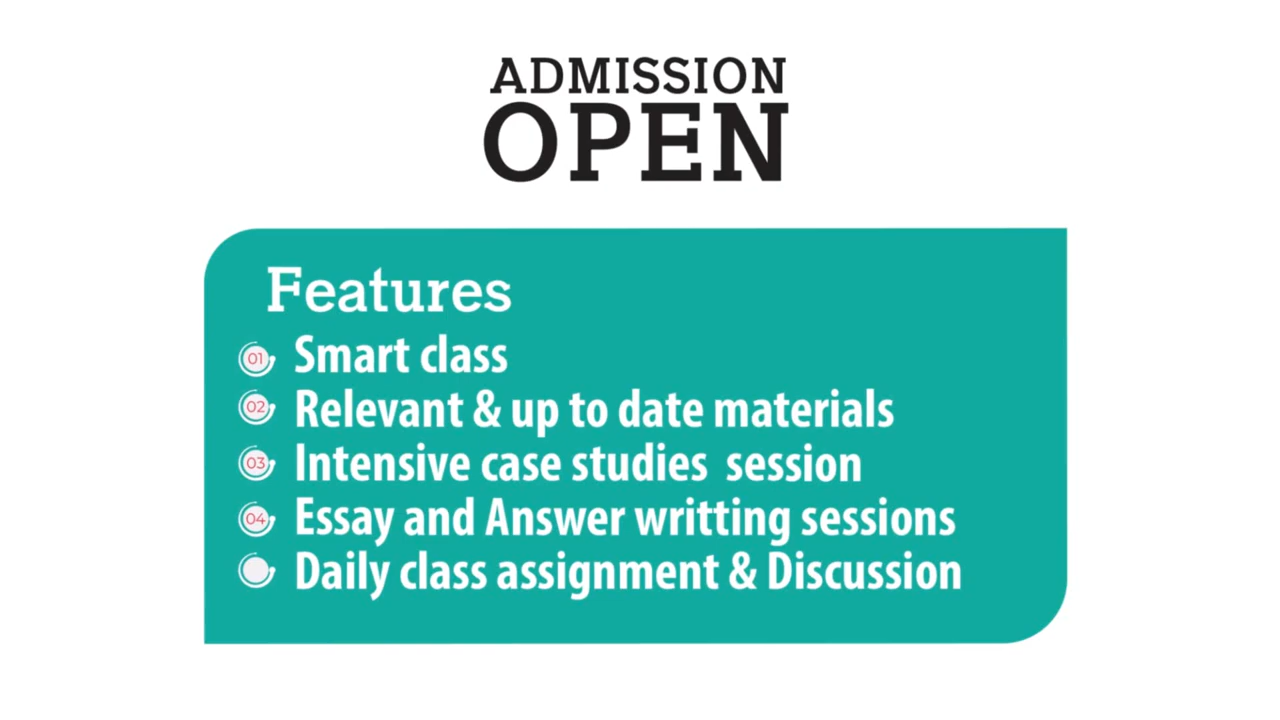 ADMISSION
OPEN
Features
01 Smart class
02 Relevant & up to date materials
03 Intensive case studies session
04 Essay and Answer writting sessions
Daily class assignment & Discussion